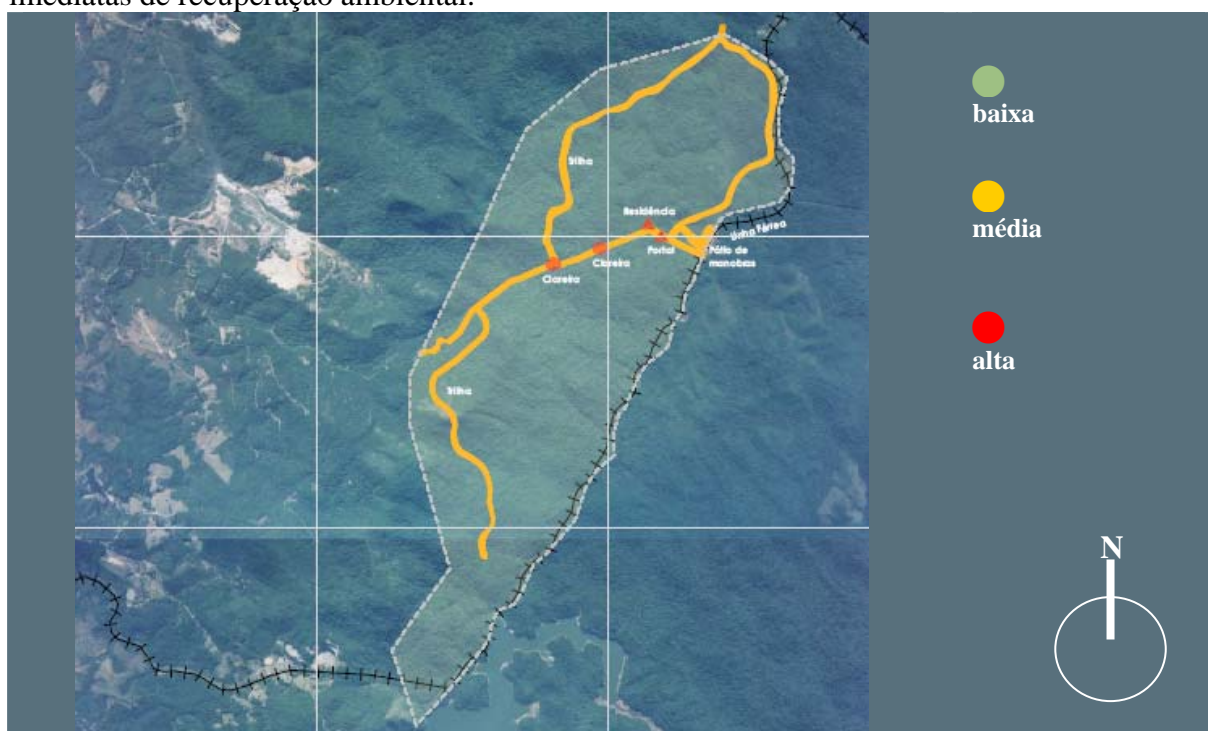 imediatas de recuperação ambiental.
baixa
média
alta
N
Trilha
Residência
Linha Férrea
Portal
Pátio de
manobras
Clareira
Clareira
Trilha